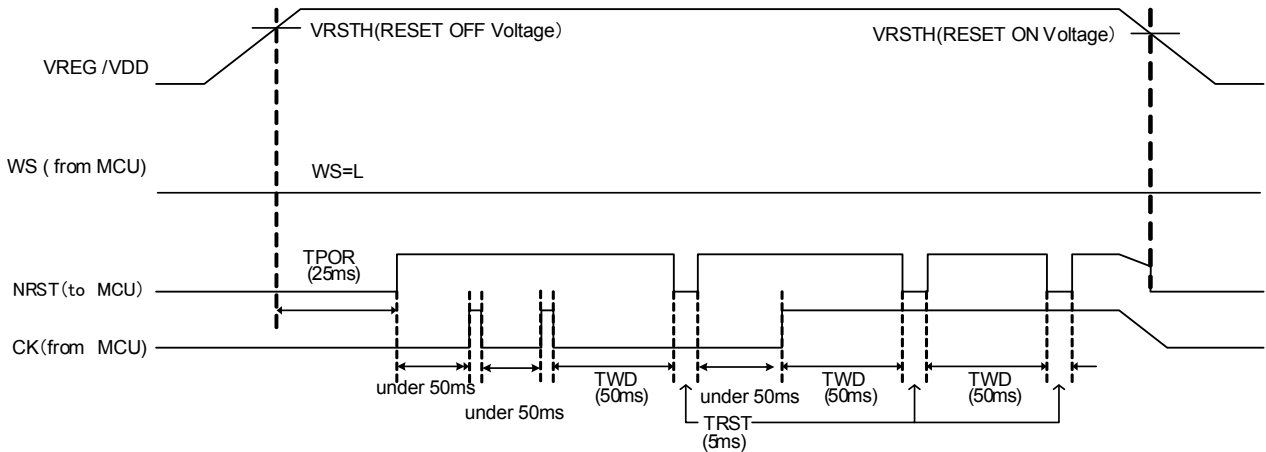 VRSTH(RESET OFF Voltage)
VRSTH(RESET ON Voltage)
VREG /VDD
WS ( from MCU)
WS=L
TPOR
(25ms)
NRST(to MCU)
CK(from MCU)
under 50ms
under 50ms
TWD
(50ms)
under 50ms
TWD
(50ms)
TWD
(50ms)
TRST
(5ms)